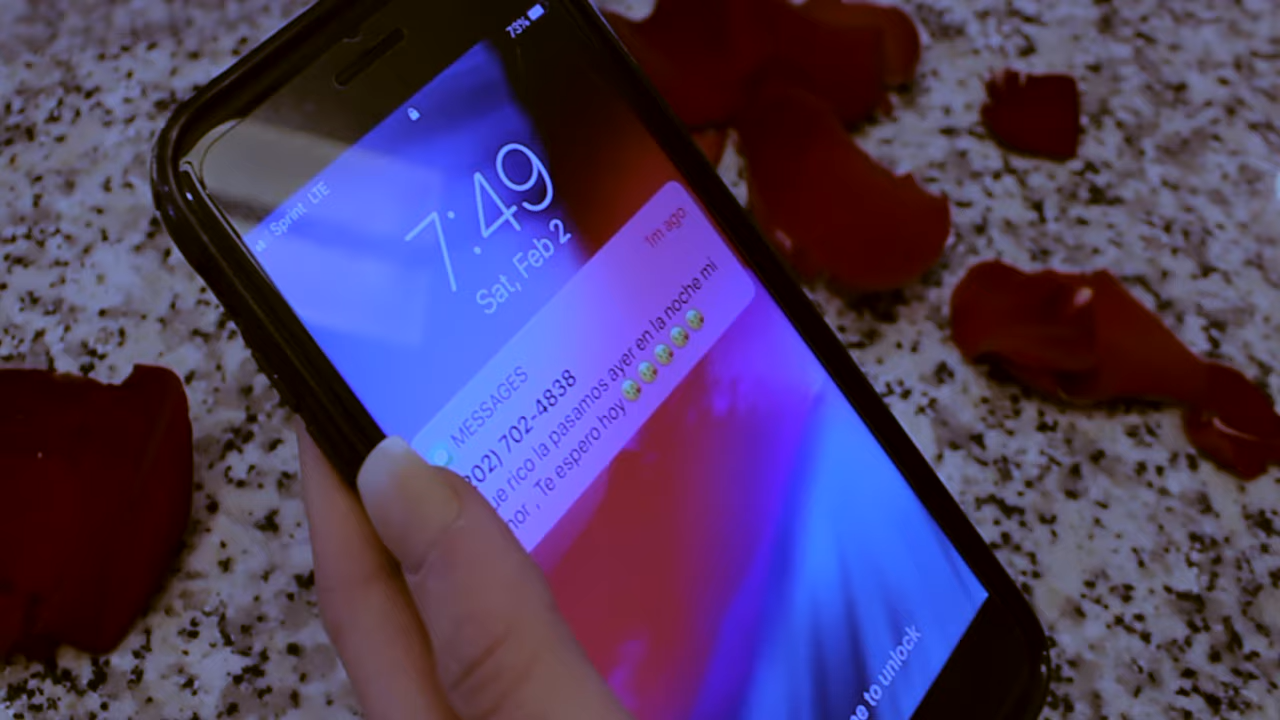 Sprint LTE
73%
7:49
Sat, Feb 2
MESSAGES
1m ago
802) 702-4838
ue rico la pasamos ayer en la noche mi
mor , Te espero hoy 😘😘😘😘😘
to unlock